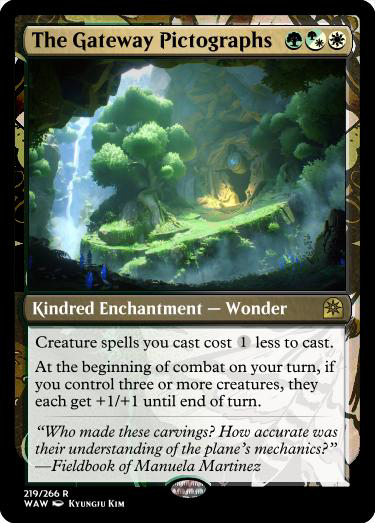 The Gateway Pictographs
Kindred Enchantment — Wonder
Creature spells you cast cost 1 less to cast.
At the beginning of combat on your turn, if
you control three or more creatures, they
each get +1/+1 until end of turn.
“Who made these carvings? How accurate was
their understanding of the plane’s mechanics?”
—Fieldbook of Manuela Martinez
219/266 R
WAW KYUNGJU KIM